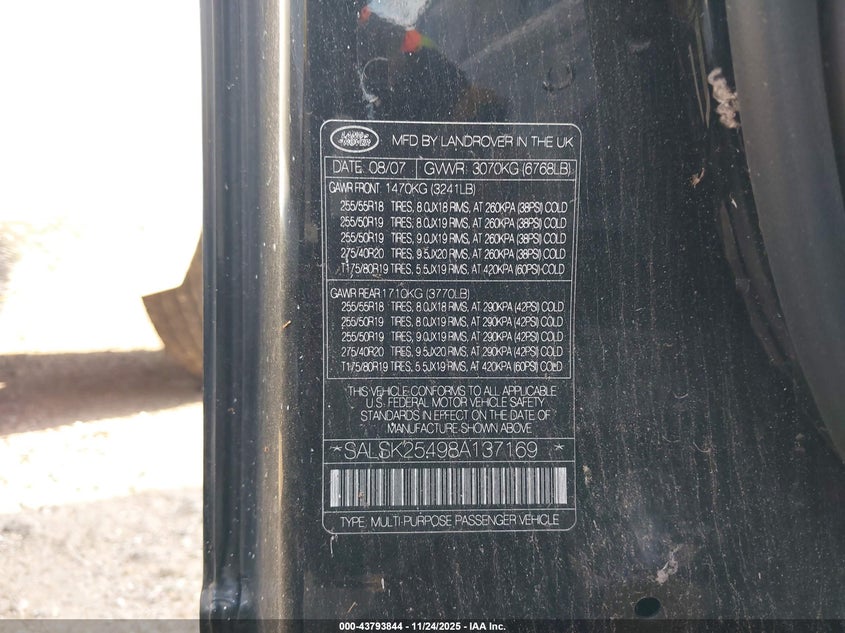 LAND ROVER MFD BY LANDROVER IN THE UK
DATE: 08/07 GVWR: 3070KG (6768LB)
GAWR FRONT: 1470KG (3241LB)
255/55R18 TIRES, 8.0JX18 RIMS, AT 260KPA (38PSI) COLD
255/50R19 TIRES, 8.0JX19 RIMS, AT 260KPA (38PSI) COLD
255/50R19 TIRES, 9.0JX19 RIMS, AT 260KPA (38PSI) COLD
275/40R20 TIRES, 9.5JX20 RIMS, AT 260KPA (38PSI) COLD
T175/80R19 TIRES, 5.5JX19 RIMS, AT 420KPA (60PSI) COLD
GAWR REAR 1710KG (3770LB)
255/55R18 TIRES, 8.0JX18 RIMS, AT 290KPA (42PSI) COLD
255/50R19 TIRES, 8.0JX19 RIMS, AT 290KPA (42PSI) COLD
255/50R19 TIRES, 9.0JX19 RIMS, AT 290KPA (42PSI) COLD
275/40R20 TIRES, 9.5JX20 RIMS, AT 290KPA (42PSI) COLD
T175/80R19 TIRES, 5.5JX19 RIMS, AT 420KPA (60PSI) COLD
THIS VEHICLE CONFORMS TO ALL APPLICABLE
U.S. FEDERAL MOTOR VEHICLE SAFETY
STANDARDS IN EFFECT ON THE DATE OF
MANUFACTURE SHOWN ABOVE.
*SALSK25498A137169*
TYPE: MULTI-PURPOSE PASSENGER VEHICLE
000-43793844 - 11/24/2025 - IAA Inc.